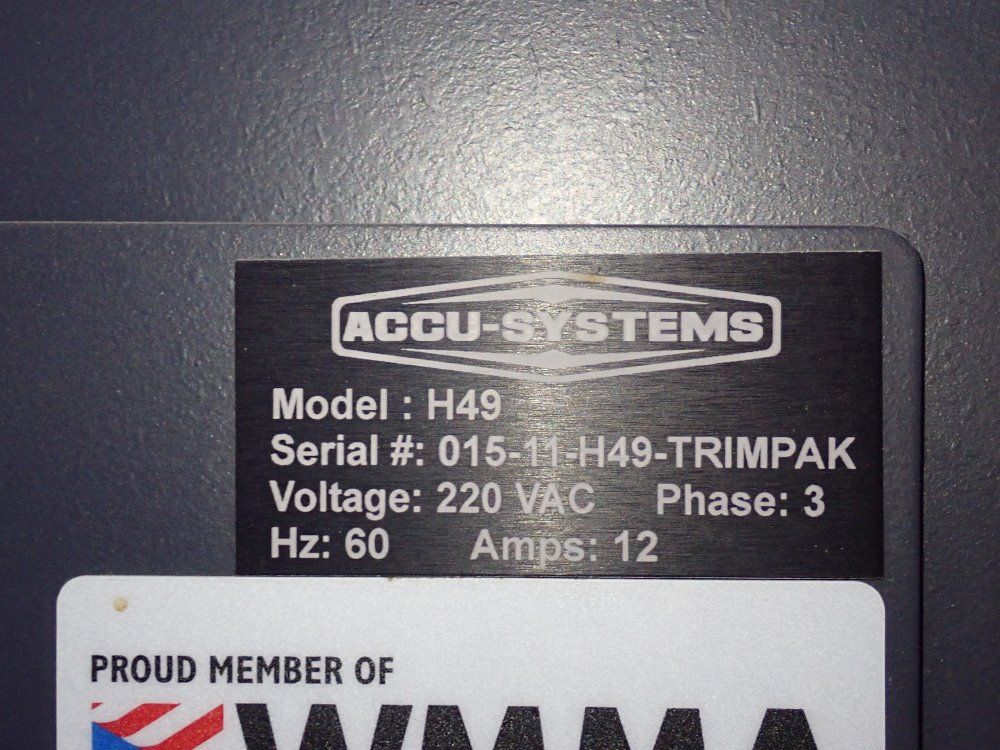 ACCU-SYSTEMS
Model : H49
Serial #: 015-11-H49-TRIMPAK
Voltage: 220 VAC Phase: 3
Hz: 60 Amps: 12
PROUD MEMBER OF
WMMA